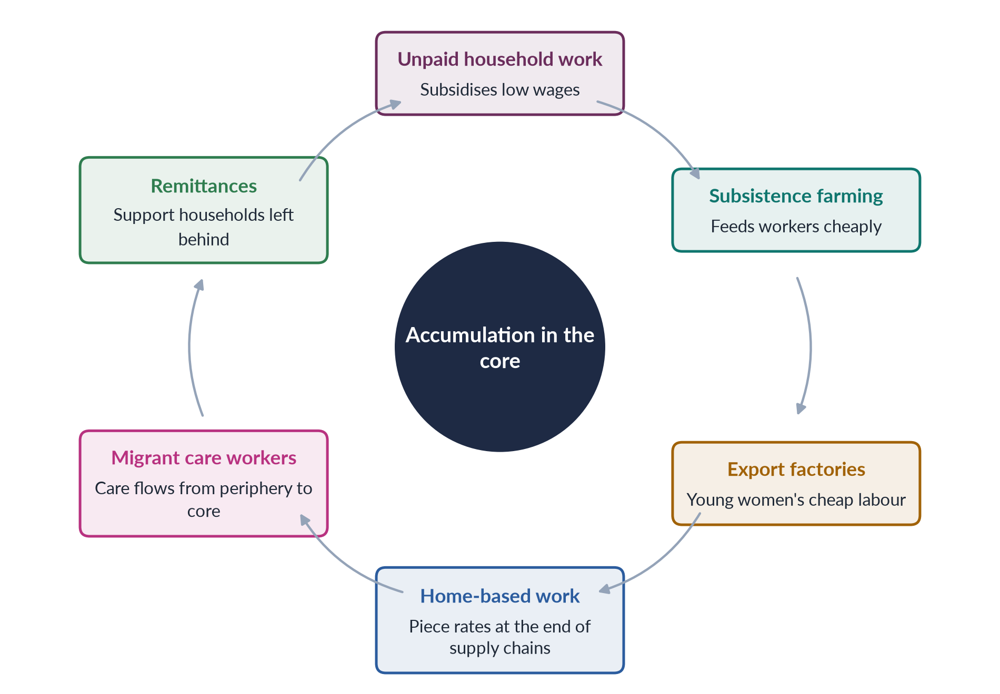 Unpaid household work
Subsidises low wages
Subsistence farming
Feeds workers cheaply
Export factories
Young women's cheap labour
Home-based work
Piece rates at the end of
supply chains
Migrant care workers
Care flows from periphery to
core
Remittances
Support households left
behind
Accumulation in the
core